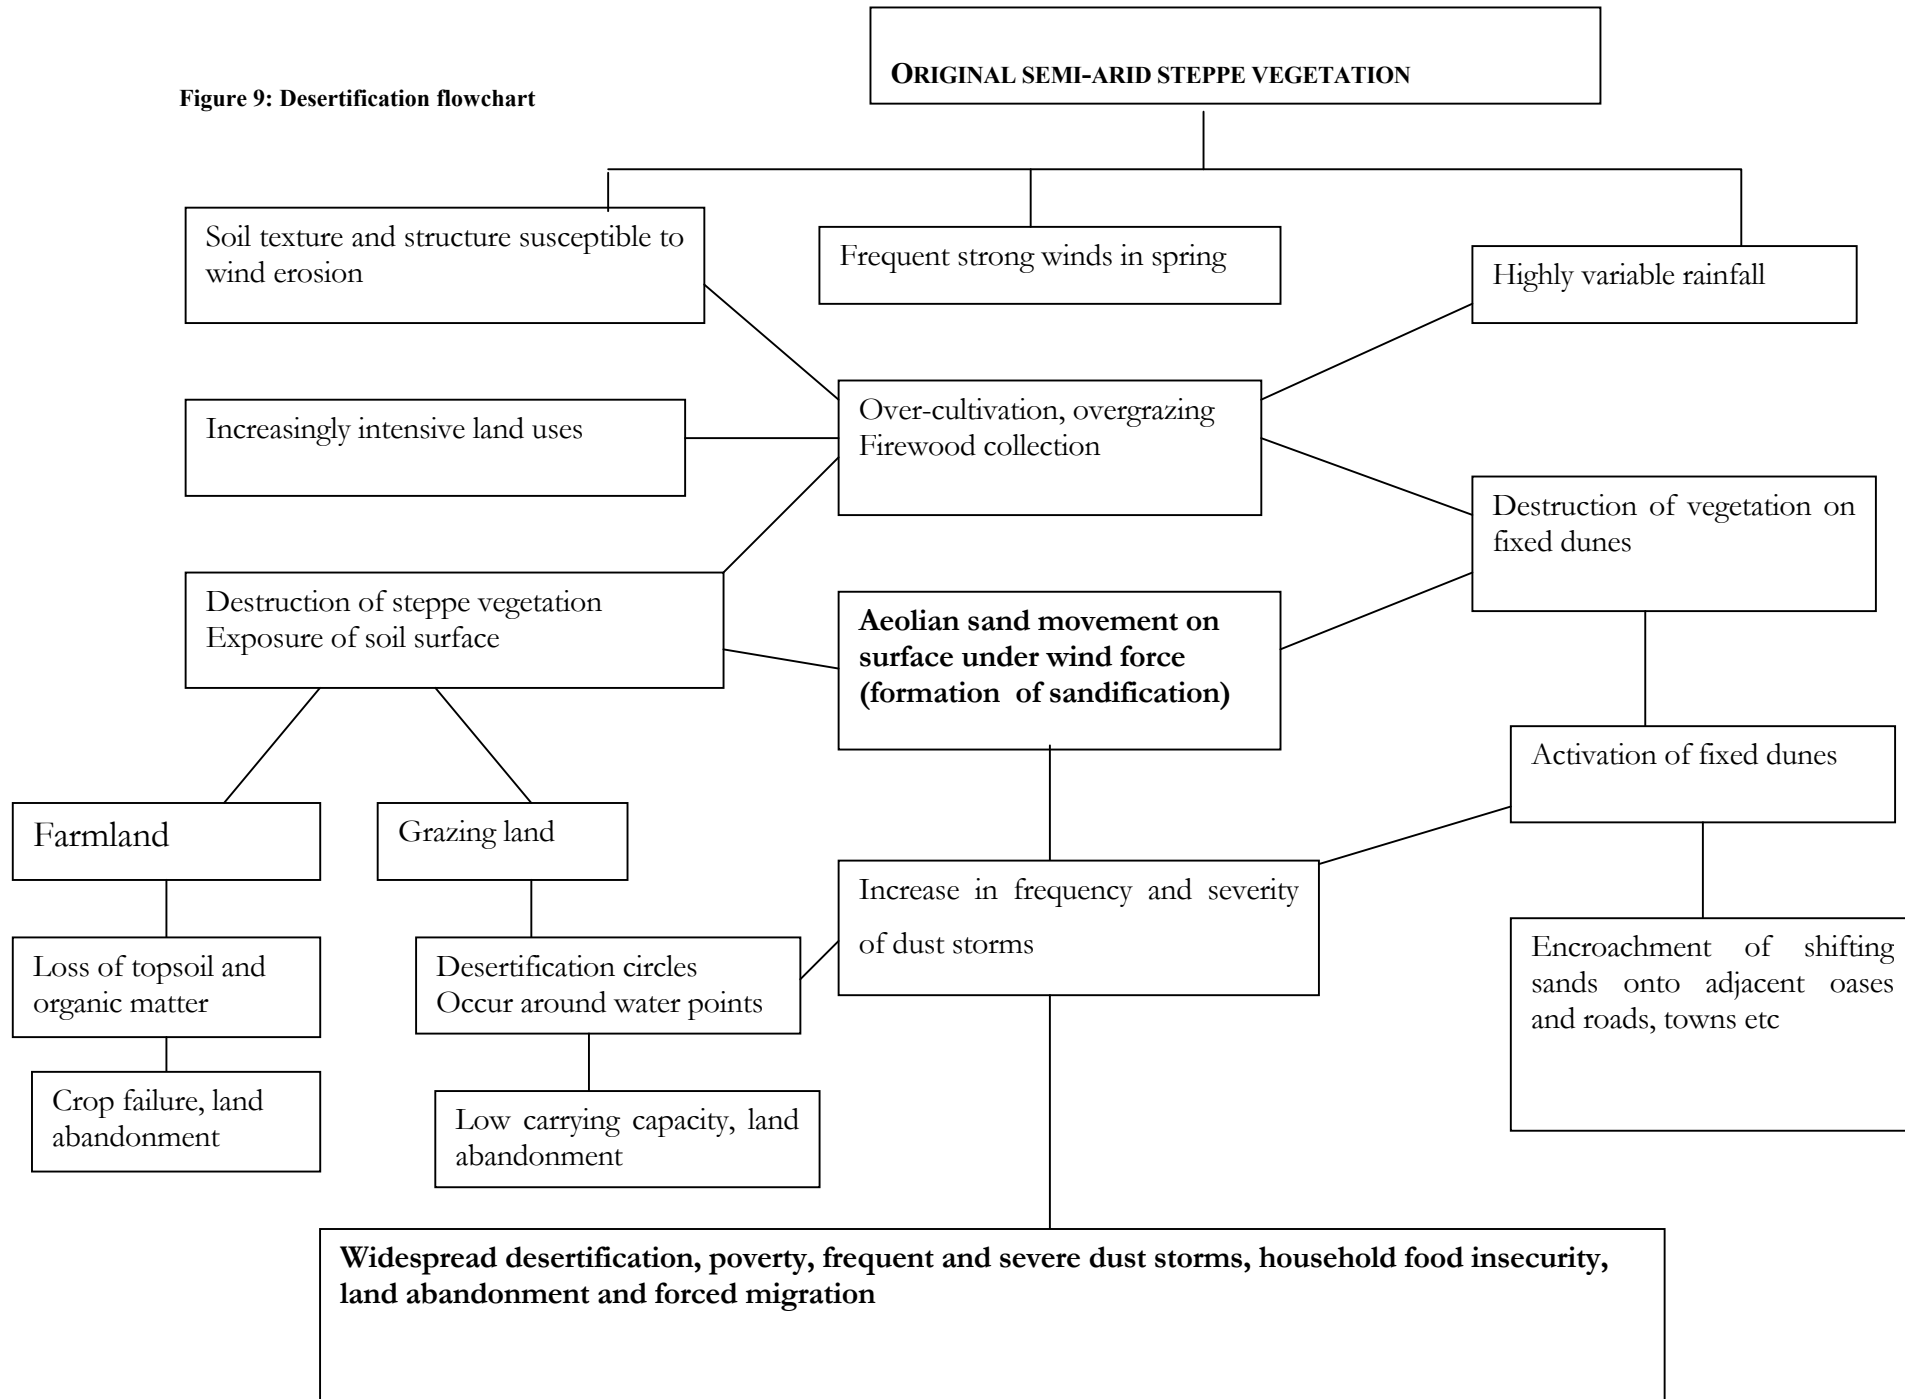 ORIGINAL SEMI-ARID STEPPE VEGETATION
Figure 9: Desertification flowchart
Soil texture and structure susceptible to
wind erosion
Frequent strong winds in spring
Highly variable rainfall
Increasingly intensive land uses
Over-cultivation, overgrazing
Firewood collection
Destruction of vegetation on
fixed dunes
Destruction of steppe vegetation
Exposure of soil surface
Aeolian sand movement on
surface under wind force
(formation of sandification)
Activation of fixed dunes
Farmland
Grazing land
Increase in frequency and severity
of dust storms
Loss of topsoil and
organic matter
Desertification circles
Occur around water points
Encroachment of shifting
sands onto adjacent oases
and roads, towns etc
Crop failure, land
abandonment
Low carrying capacity, land
abandonment
Widespread desertification, poverty, frequent and severe dust storms, household food insecurity,
land abandonment and forced migration